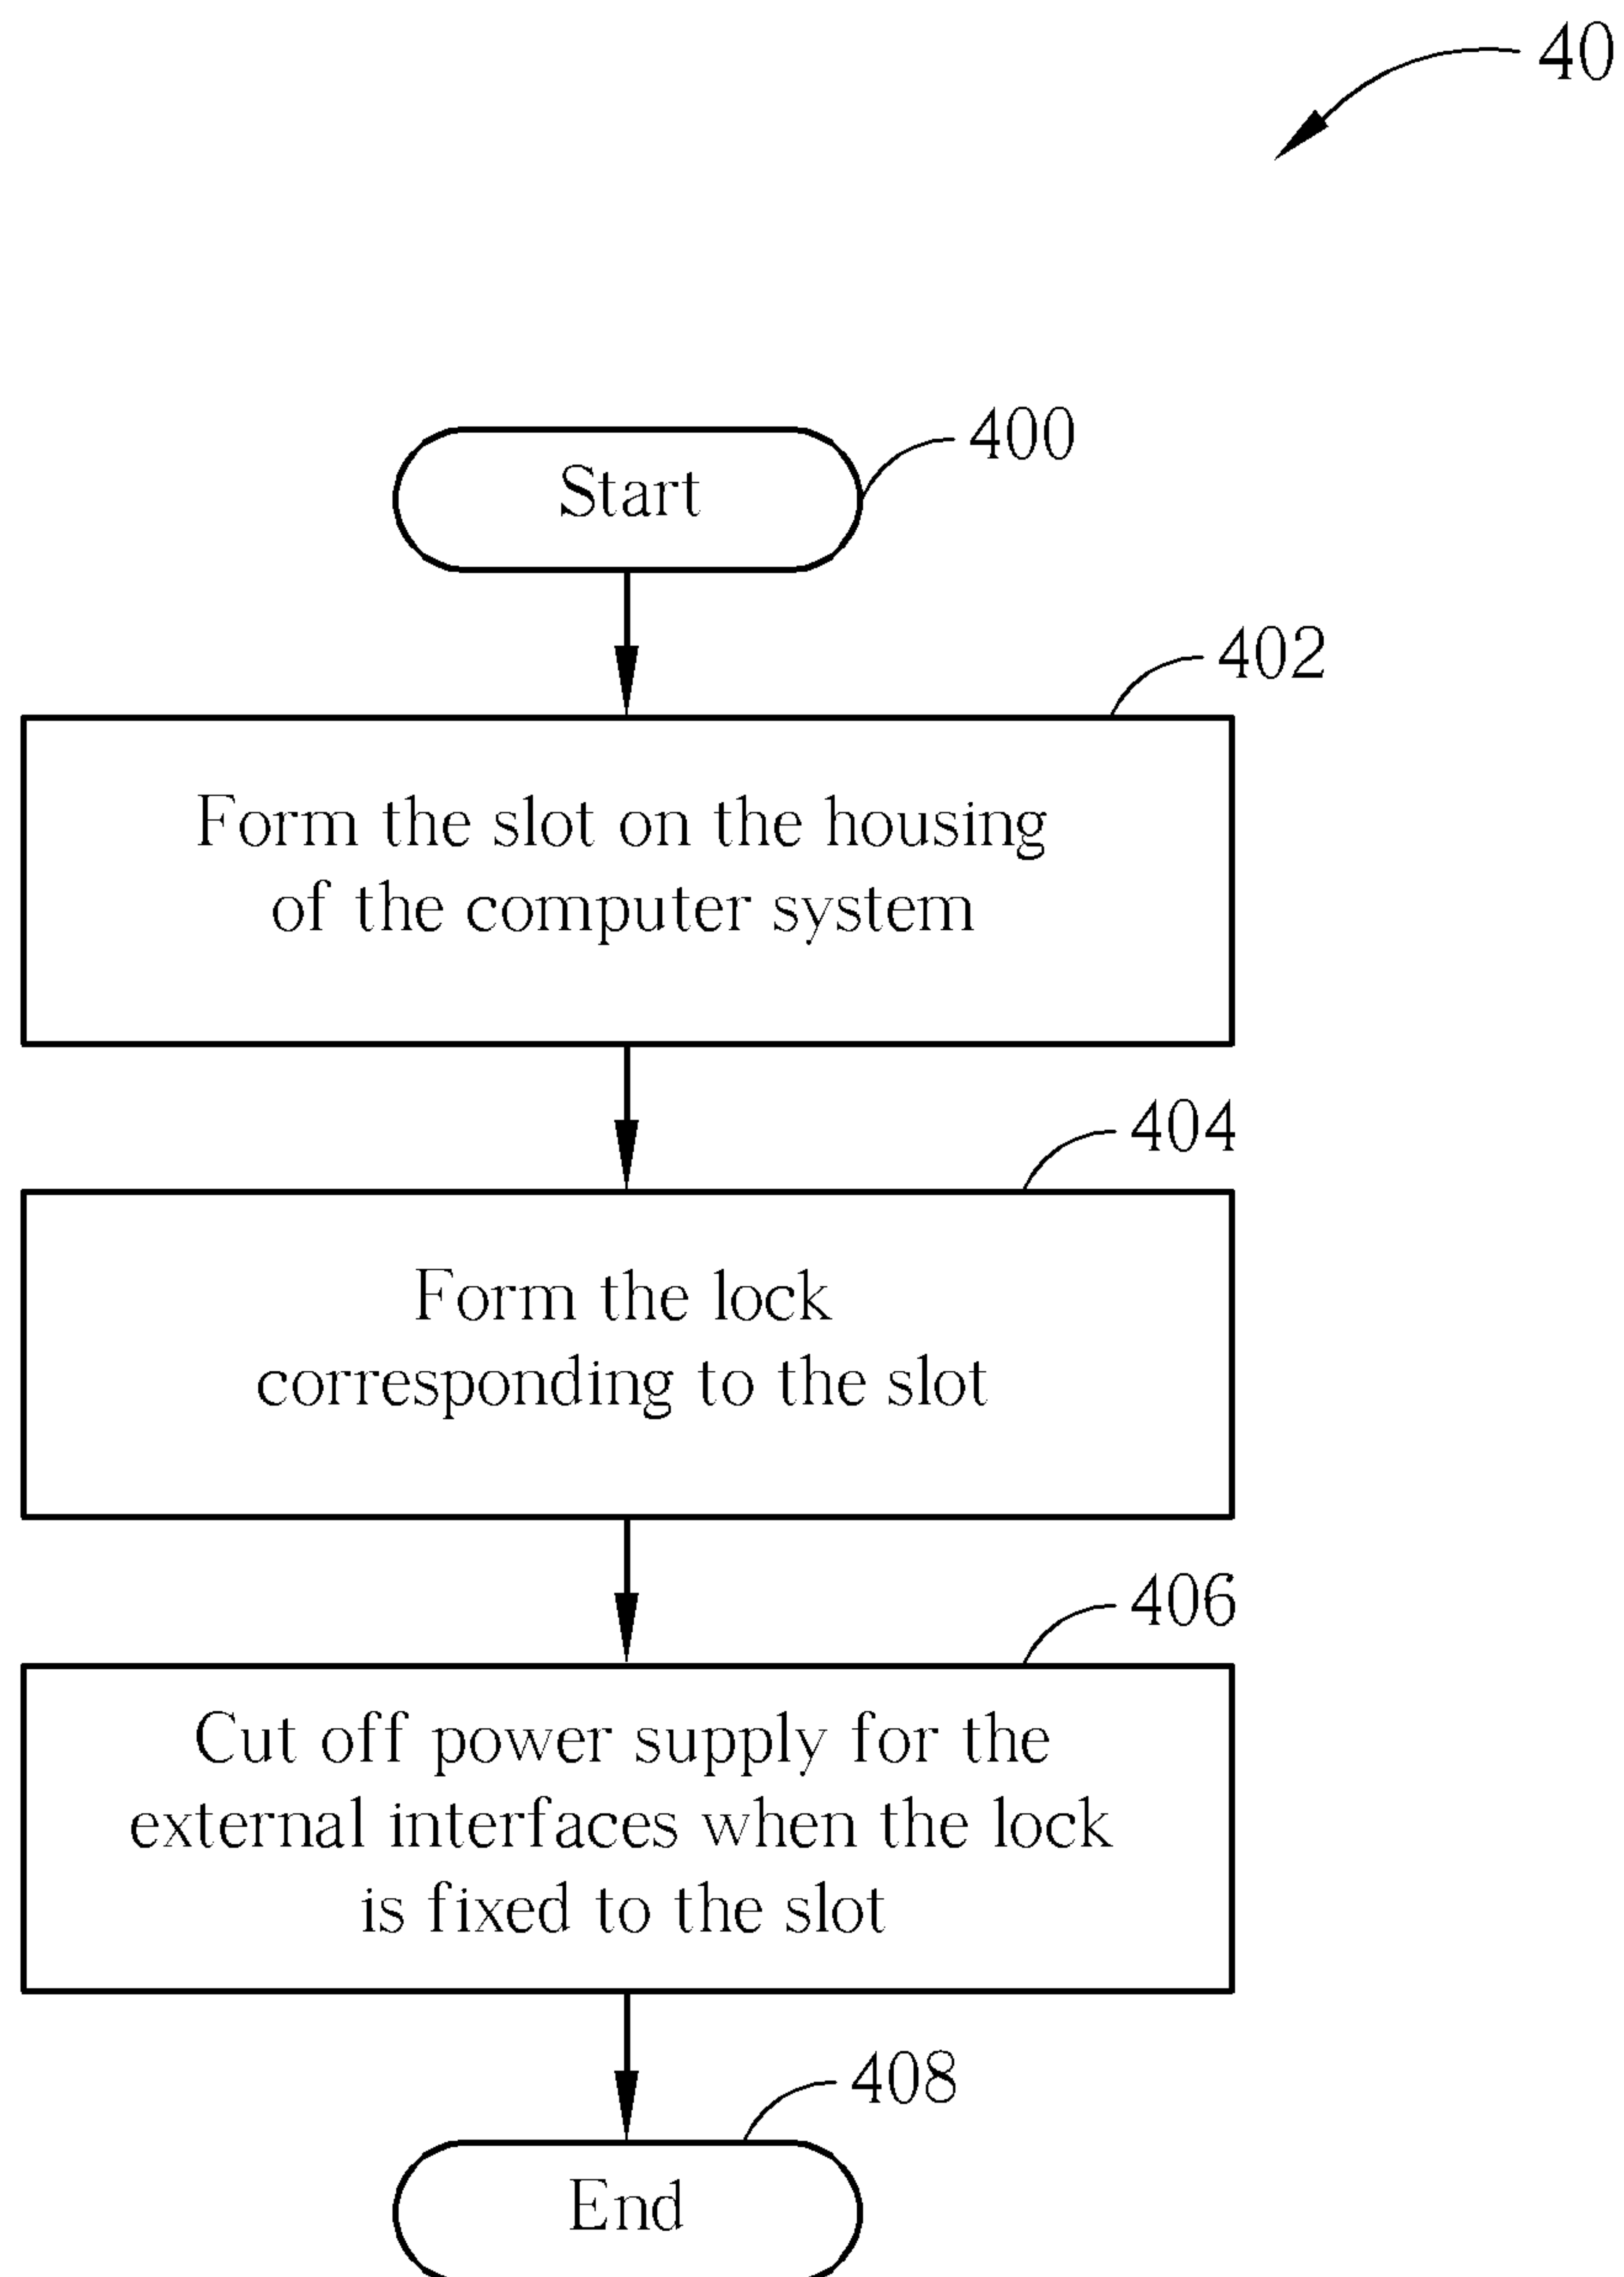 40
400
Start
402
Form the slot on the housing
of the computer system
404
Form the lock
corresponding to the slot
406
Cut off power supply for the
external interfaces when the lock
is fixed to the slot
408
End